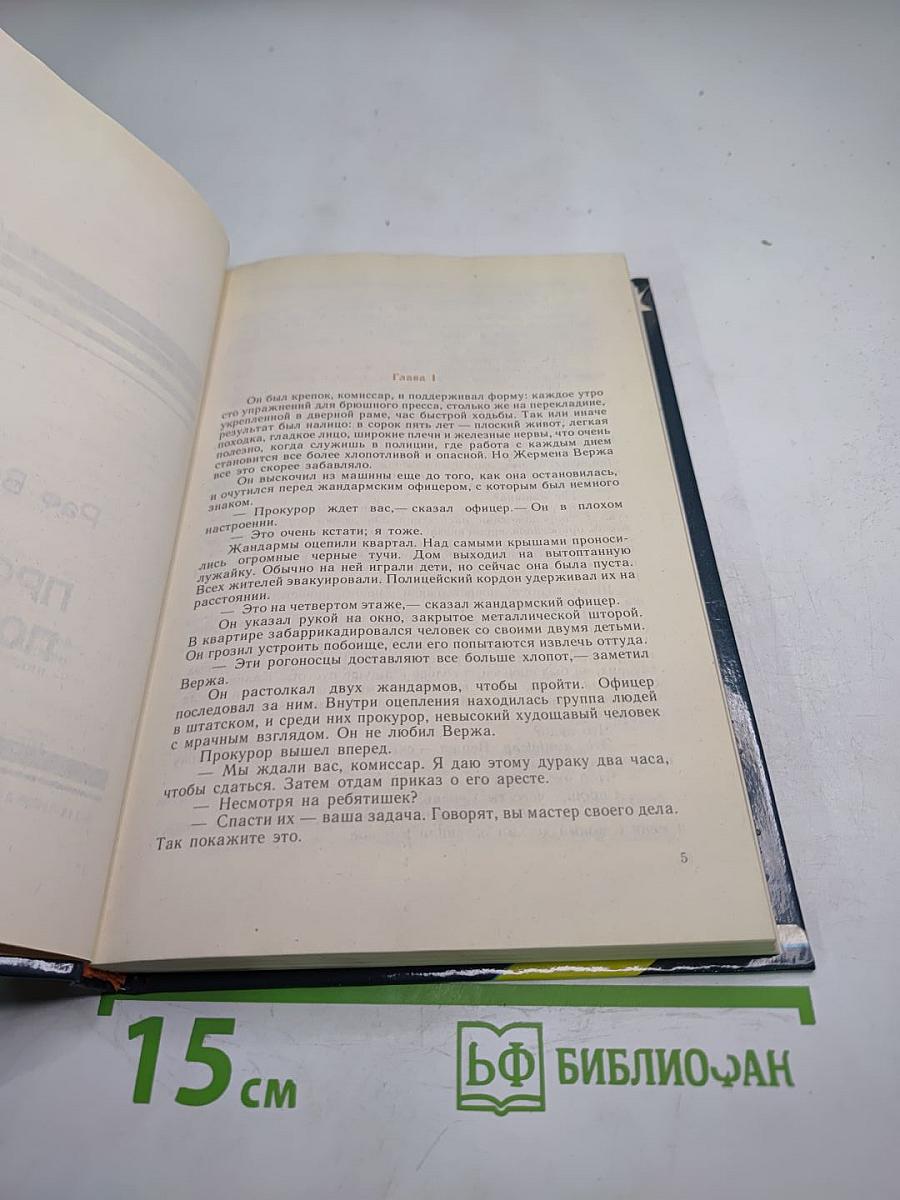 Глава I
Он был крепок, комиссар, и поддерживал форму: каждое утро
сто упражнений для брюшного пресса, столько же на перекладине,
укрепленной в дверной раме, час быстрой ходьбы. Так или иначе
результат был налицо: в сорок пять лет — плоский живот, легкая
походка, гладкое лицо, широкие плечи и железные нервы, что очень
полезно, когда служишь в полиции, где работа с каждым днем
становится все более хлопотливой и опасной. Но Жермена Вержа
все это скорее забавляло.
Он выскочил из машины еще до того, как она остановилась,
и очутился перед жандармским офицером, с которым был немного
знаком.
— Прокурор ждет вас,— сказал офицер.— Он в плохом
настроении.
— Это очень кстати; я тоже.
Жандармы оцепили квартал. Над самыми крышами проноси-
лись огромные черные тучи. Дом выходил на вытоптанную
лужайку. Обычно на ней играли дети, но сейчас она была пуста.
Всех жителей эвакуировали. Полицейский кордон удерживал их на
расстоянии.
— Это на четвертом этаже,— сказал жандармский офицер.
Он указал рукой на окно, закрытое металлической шторой.
В квартире забаррикадировался человек со своими двумя детьми.
Он грозил устроить побоище, если его попытаются извлечь оттуда.
— Эти рогоносцы доставляют все больше хлопот,— заметил
Вержа.
Он растолкал двух жандармов, чтобы пройти. Офицер
последовал за ним. Внутри оцепления находилась группа людей
в штатском, и среди них прокурор, невысокий худощавый человек
с мрачным взглядом. Он не любил Вержа.
Прокурор вышел вперед.
— Мы ждали вас, комиссар. Я даю этому дураку два часа,
чтобы сдаться. Затем отдам приказ о его аресте.
— Несмотря на ребятишек?
— Спасти их — ваша задача. Говорят, вы мастер своего дела.
Так покажите это.
5
15 см
БФ БИБЛИОФАН